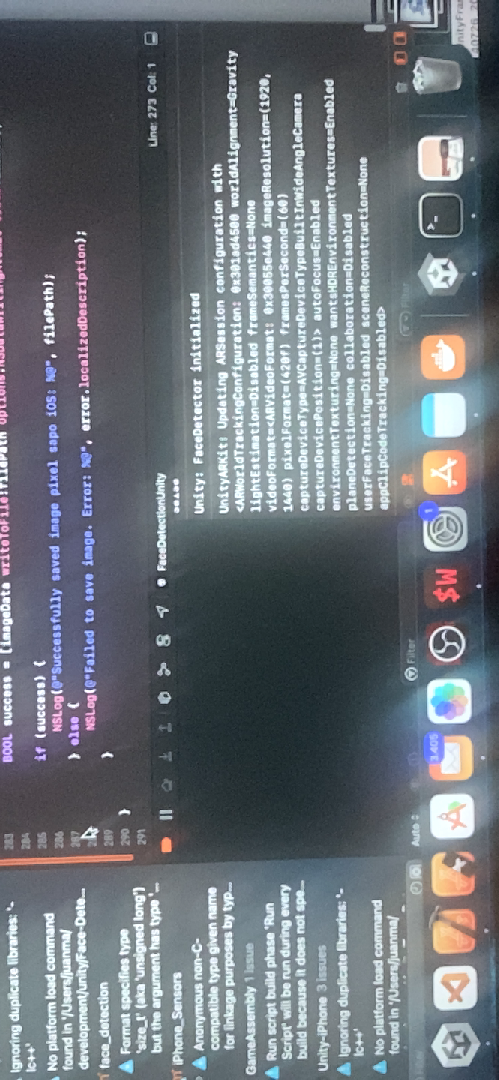 Ignoring duplicate libraries: '-
lc++'
No platform load command
found in '/Users/juanma/
development/unity/Face-Dete...
face_detection
Format specifies type
'size_t' (aka 'unsigned long')
but the argument has type '...
iPhone_Sensors
Anonymous non-C-
compatible type given name
for linkage purposes by typ...
GameAssembly 1 issue
Run script build phase 'Run
Script' will be run during every
build because it does not spe...
Unity-iPhone 3 issues
Ignoring duplicate libraries: '-
lc++'
No platform load command
found in '/Users/juanma/
283
284
285
286
287
289
290
291
BOOL success = [imageData writeToFile:filePath
if (success) {
NSLog(@"Successfully saved image pixel sapo iOS: %@", filePath);
} else {
NSLog(@"Failed to save image. Error: %@", error.localizedDescription);
}
}
FaceDetectionUnity
Line: 273 Col: 1
Unity: FaceDetector initialized
UnityARKit: Updating ARSession configuration with
<ARWorldTrackingConfiguration: 0x301ad4500 worldAlignment=Gravity
lightEstimation=Disabled frameSemantics=None
videoFormat=<ARVideoFormat: 0x30055e440 imageResolution=(1920,
1440) pixelFormat=(420f) framesPerSecond=(60)
captureDeviceType=AVCaptureDeviceTypeBuiltInWideAngleCamera
captureDevicePosition=(1)> autoFocus=Enabled
environmentTexturing=None wantsHDREnvironmentTextures=Enabled
planeDetection=None collaboration=Disabled
userFaceTracking=Disabled sceneReconstruction=None
appClipCodeTracking=Disabled>
Auto
Filter
Filter
3,405
$W
1